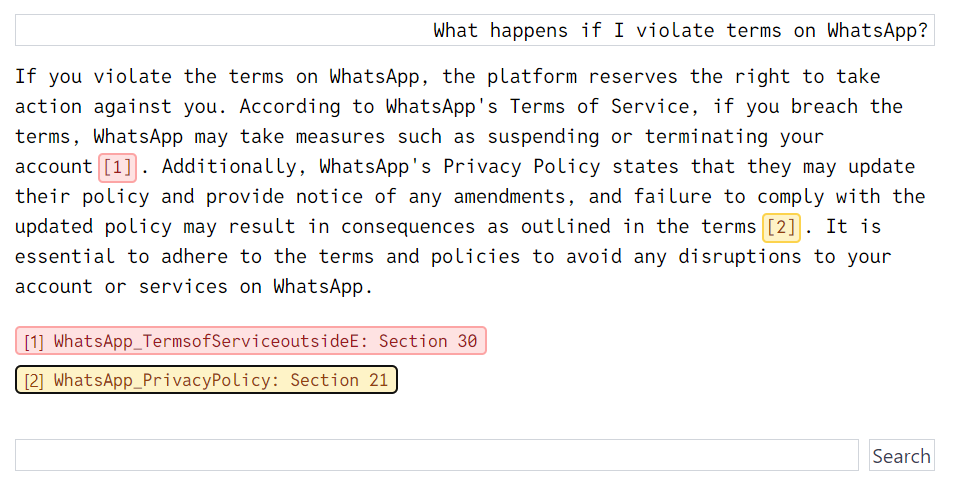 What happens if I violate terms on WhatsApp?
If you violate the terms on WhatsApp, the platform reserves the right to take
action against you. According to WhatsApp's Terms of Service, if you breach the
terms, WhatsApp may take measures such as suspending or terminating your
account [1]. Additionally, WhatsApp's Privacy Policy states that they may update
their policy and provide notice of any amendments, and failure to comply with the
updated policy may result in consequences as outlined in the terms [2]. It is
essential to adhere to the terms and policies to avoid any disruptions to your
account or services on WhatsApp.
[1] WhatsApp_TermsofServiceoutsideE: Section 30
[2] WhatsApp_PrivacyPolicy: Section 21
Search